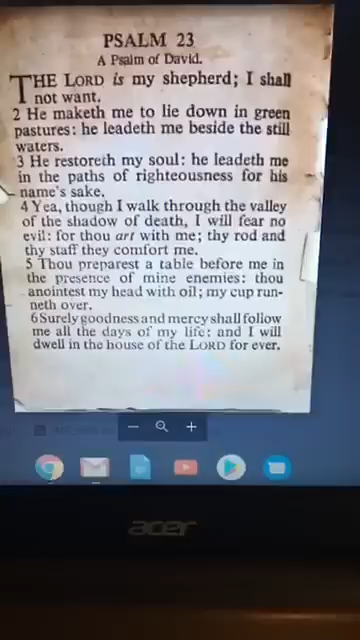 PSALM 23
A Psalm of David.
THE LORD is my shepherd; I shall
not want.
2 He maketh me to lie down in green
pastures: he leadeth me beside the still
waters.
3 He restoreth my soul: he leadeth me
in the paths of righteousness for his
name's sake.
4 Yea, though I walk through the valley
of the shadow of death, I will fear no
evil: for thou art with me; thy rod and
thy staff they comfort me.
5 Thou preparest a table before me in
the presence of mine enemies: thou
anointest my head with oil; my cup run-
neth over.
6 Surely goodness and mercy shall follow
me all the days of my life: and I will
dwell in the house of the LORD for ever.
acer